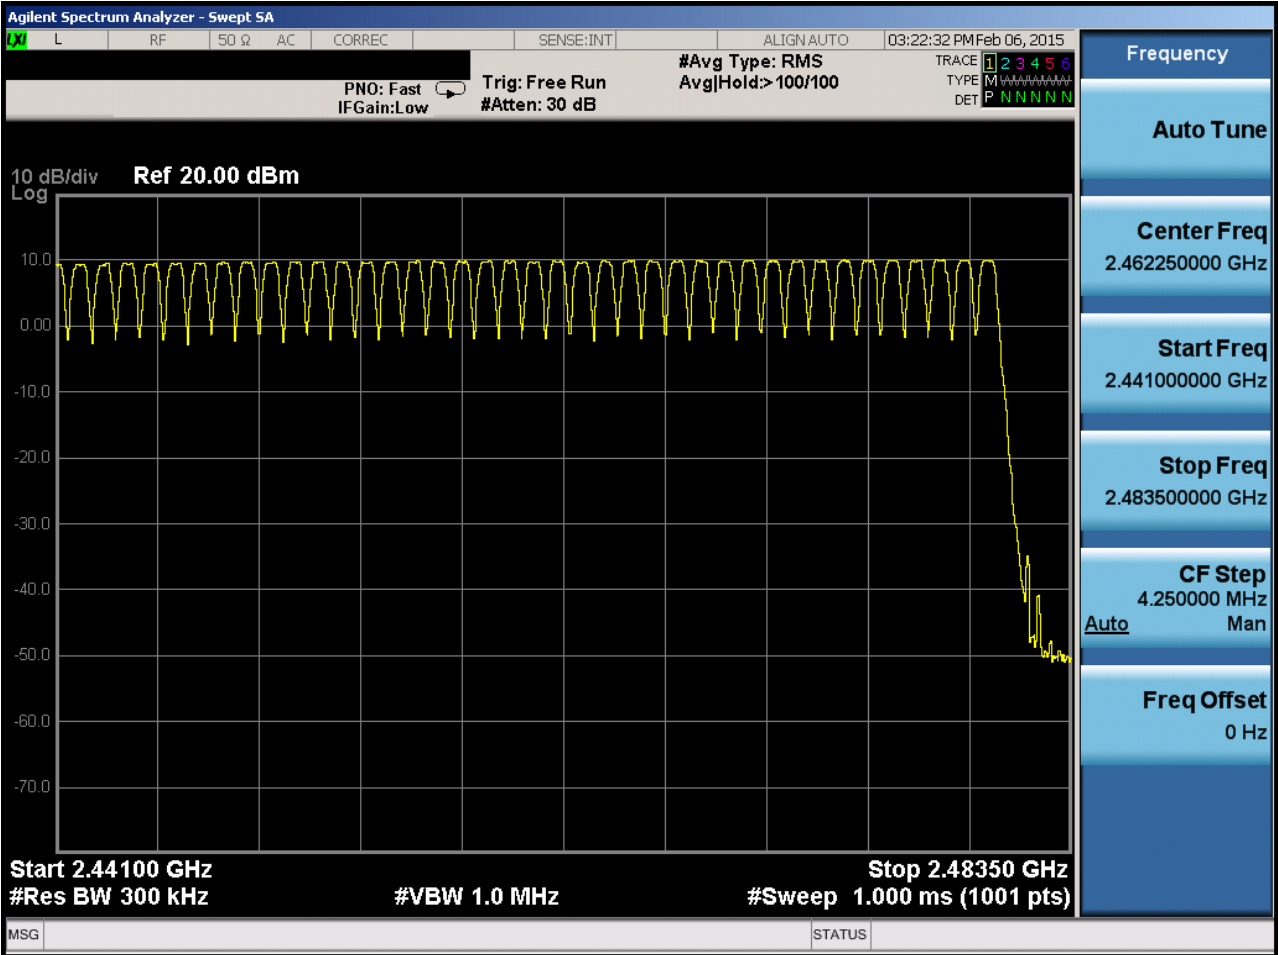 Agilent Spectrum Analyzer - Swept SA
LXI L RF 50 Ω AC CORREC SENSE:INT ALIGN AUTO 03:22:32 PM Feb 06, 2015
PNO: Fast
IFGain:Low
Trig: Free Run
#Atten: 30 dB
#Avg Type: RMS
Avg|Hold:>100/100
TRACE 1 2 3 4 5 6
TYPE M
DET P N N N N N
10 dB/div
Log
Ref 20.00 dBm
10.0
0.00
-10.0
-20.0
-30.0
-40.0
-50.0
-60.0
-70.0
Start 2.44100 GHz
Stop 2.48350 GHz
#Res BW 300 kHz
#VBW 1.0 MHz
#Sweep 1.000 ms (1001 pts)
MSG
STATUS
Frequency
Auto Tune
Center Freq
2.462250000 GHz
Start Freq
2.441000000 GHz
Stop Freq
2.483500000 GHz
CF Step
4.250000 MHz
Auto Man
Freq Offset
0 Hz